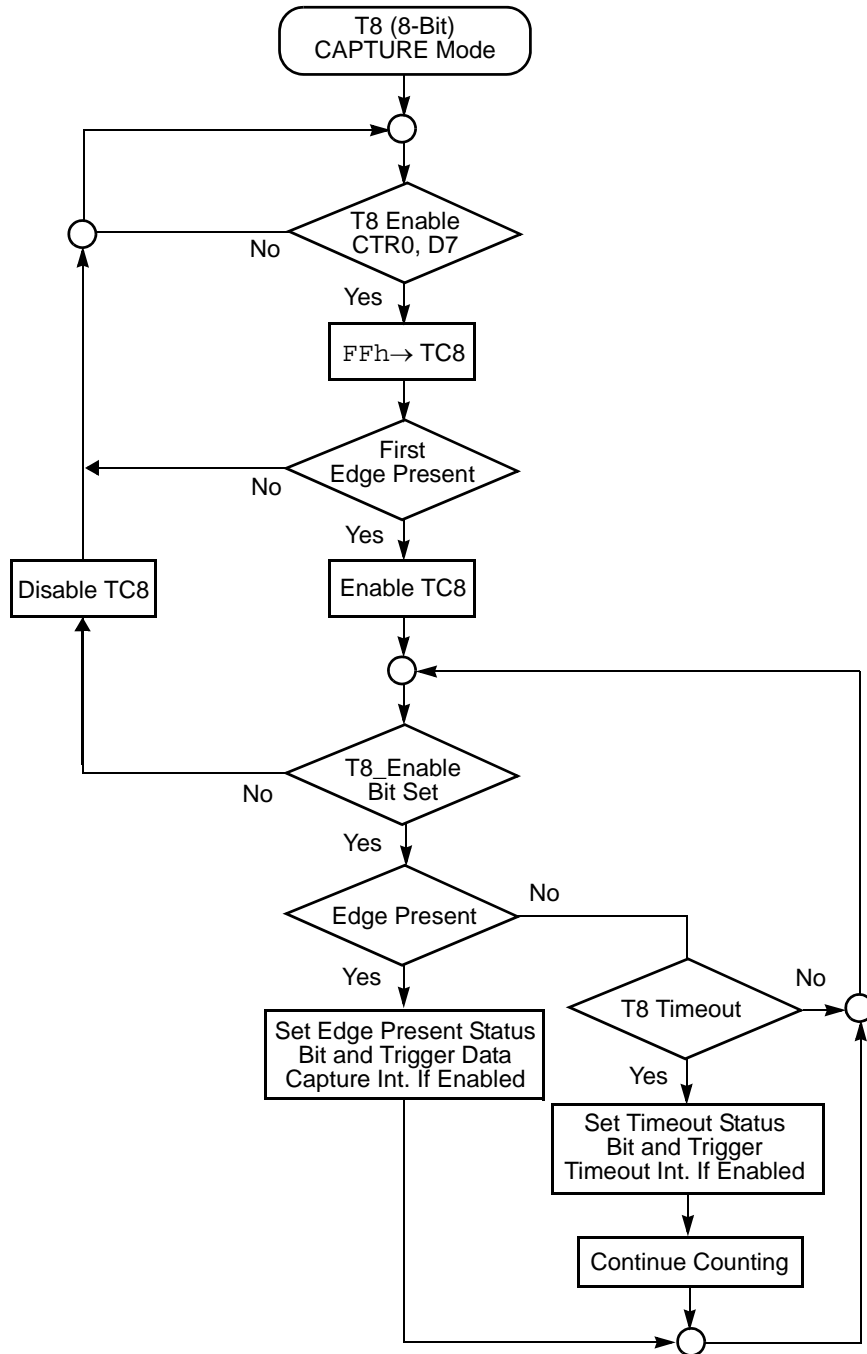 T8 (8-Bit)
CAPTURE Mode
T8 Enable
CTR0, D7
No
Yes
FFh→ TC8
First
Edge Present
No
Yes
Disable TC8
Enable TC8
T8_Enable
Bit Set
No
Yes
Edge Present
No
Yes
T8 Timeout
No
Set Edge Present Status
Bit and Trigger Data
Capture Int. If Enabled
Yes
Set Timeout Status
Bit and Trigger
Timeout Int. If Enabled
Continue Counting